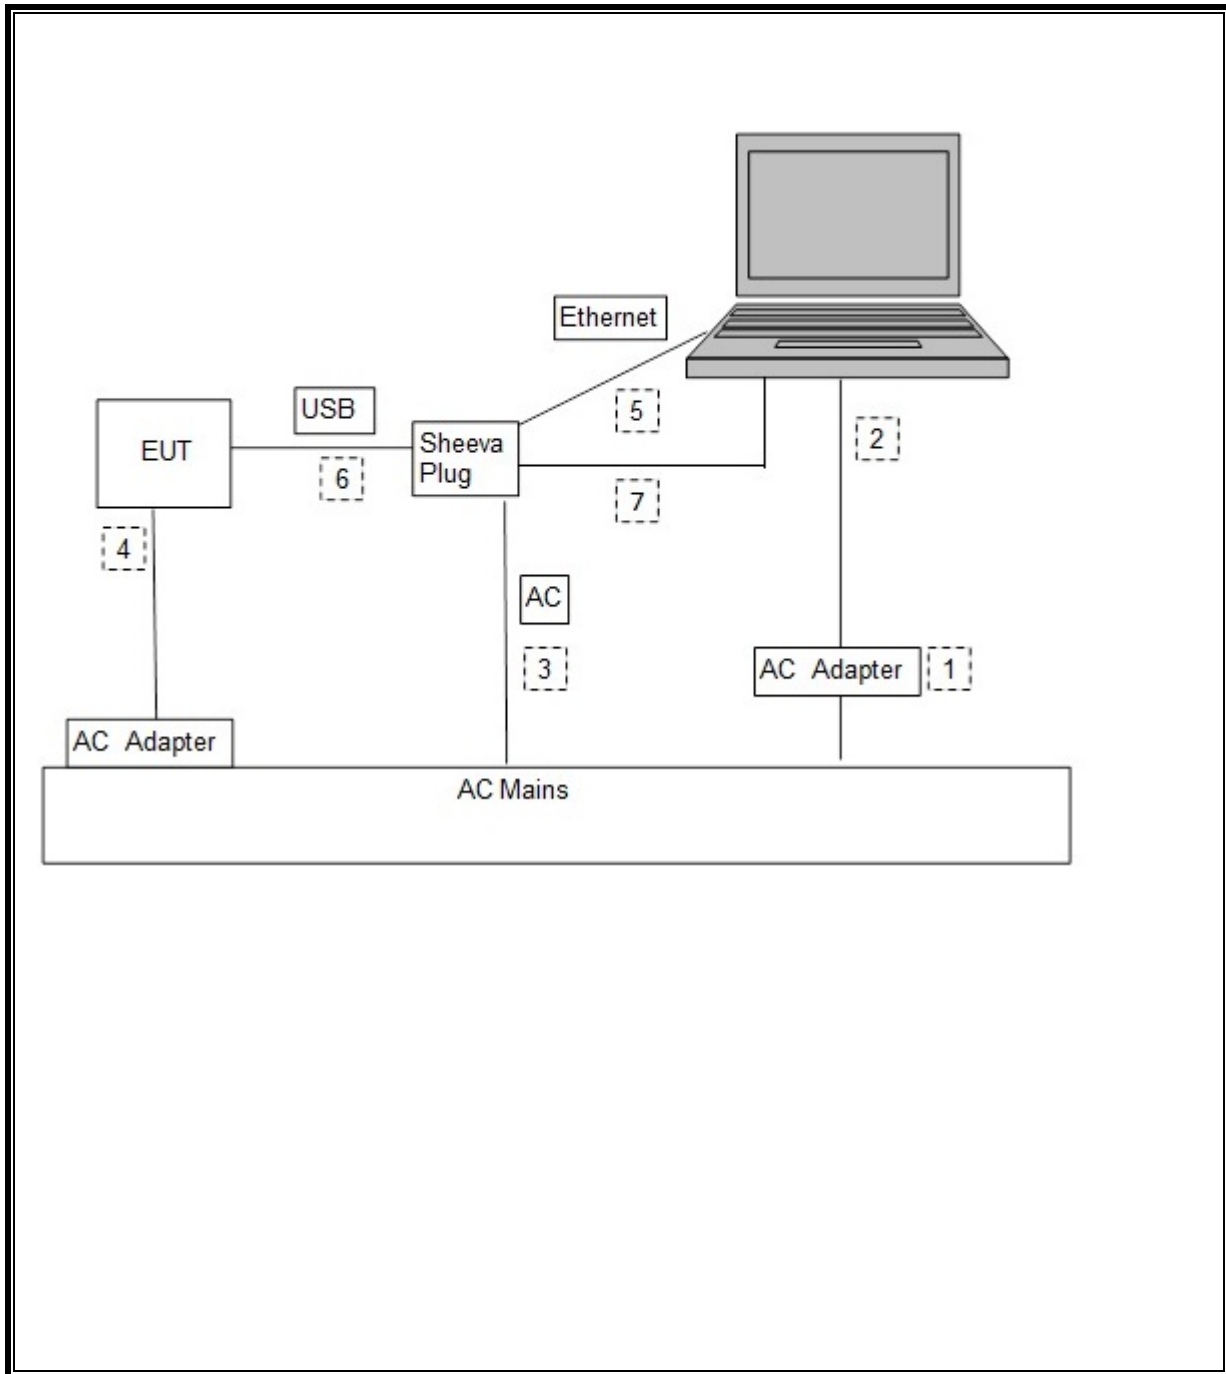 Ethernet
5
USB
2
EUT
Sheeva
Plug
6
7
4
AC
3
AC Adapter
1
AC Adapter
AC Mains